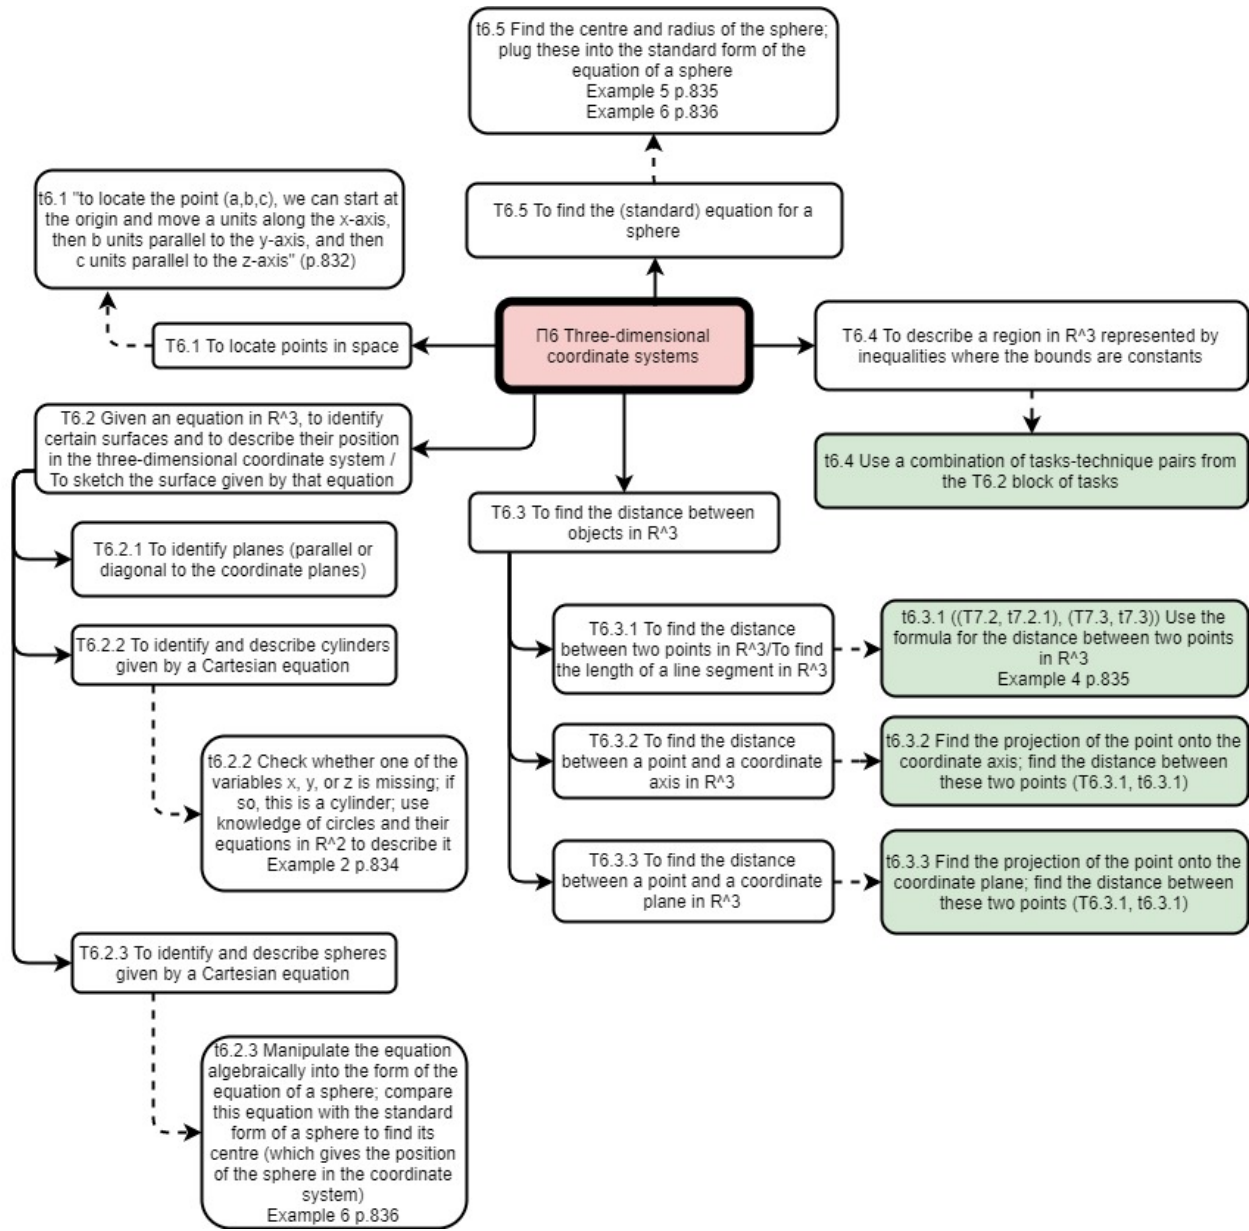 t6.5 Find the centre and radius of the sphere;
plug these into the standard form of the
equation of a sphere
Example 5 p.835
Example 6 p.836
t6.1 "to locate the point (a,b,c), we can start at
the origin and move a units along the x-axis,
then b units parallel to the y-axis, and then
c units parallel to the z-axis" (p.832)
T6.5 To find the (standard) equation for a
sphere
T6.1 To locate points in space
Π6 Three-dimensional
coordinate systems
T6.4 To describe a region in R^3 represented by
inequalities where the bounds are constants
T6.2 Given an equation in R^3, to identify
certain surfaces and to describe their position
in the three-dimensional coordinate system /
To sketch the surface given by that equation
t6.4 Use a combination of tasks-technique pairs from
the T6.2 block of tasks
T6.3 To find the distance between
objects in R^3
T6.2.1 To identify planes (parallel or
diagonal to the coordinate planes)
T6.2.2 To identify and describe cylinders
given by a Cartesian equation
T6.3.1 To find the distance
between two points in R^3/To find
the length of a line segment in R^3
t6.3.1 ((T7.2, t7.2.1), (T7.3, t7.3)) Use the
formula for the distance between two points
in R^3
Example 4 p.835
t6.2.2 Check whether one of the
variables x, y, or z is missing; if
so, this is a cylinder; use
knowledge of circles and their
equations in R^2 to describe it
Example 2 p.834
T6.3.2 To find the distance
between a point and a coordinate
axis in R^3
t6.3.2 Find the projection of the point onto the
coordinate axis; find the distance between
these two points (T6.3.1, t6.3.1)
T6.3.3 To find the distance
between a point and a coordinate
plane in R^3
t6.3.3 Find the projection of the point onto the
coordinate plane; find the distance between
these two points (T6.3.1, t6.3.1)
T6.2.3 To identify and describe spheres
given by a Cartesian equation
t6.2.3 Manipulate the equation
algebraically into the form of the
equation of a sphere; compare
this equation with the standard
form of a sphere to find its
centre (which gives the position
of the sphere in the coordinate
system)
Example 6 p.836